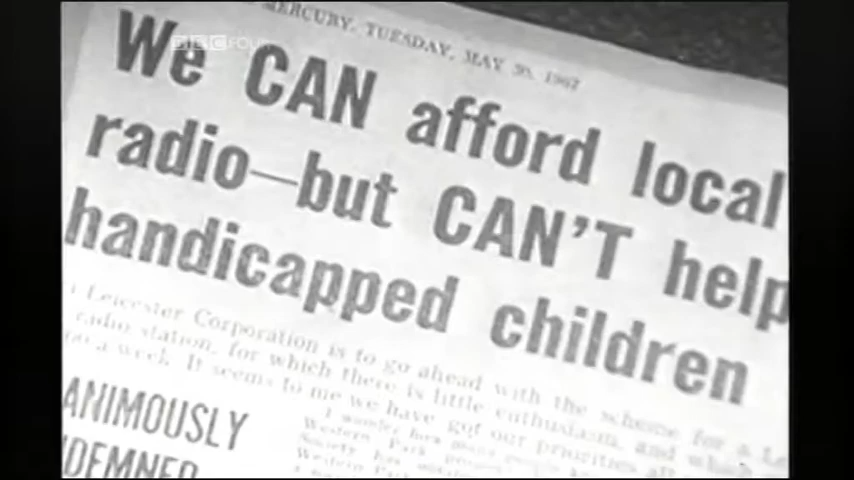 BBC FOUR
MERCURY, TUESDAY, MAY 30, 1967
We CAN afford local
radio—but CAN'T help
handicapped children
Leicester Corporation is to go ahead with the scheme for a
radio station, for which there is little enthusiasm, and which
a week. It seems to me we have got our priorities all
I wonder how many people
Western Park
Society has
Western Park
ANIMOUSLY
DEMNED